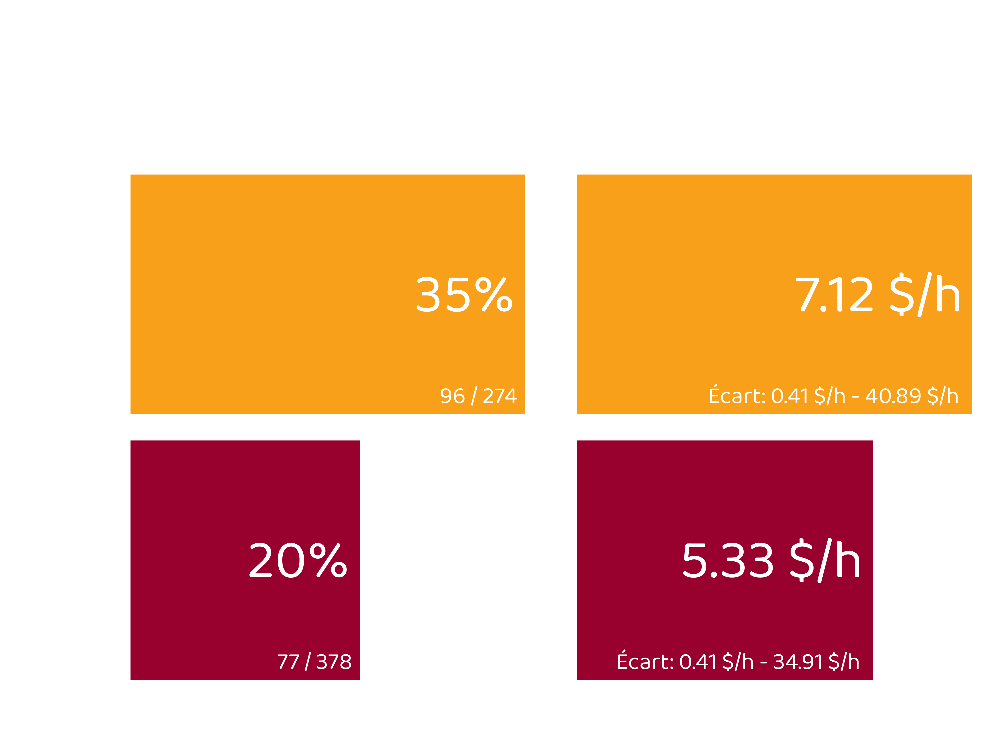 35%
96 / 274
7.12 $/h
Écart: 0.41 $/h - 40.89 $/h
20%
77 / 378
5.33 $/h
Écart: 0.41 $/h - 34.91 $/h